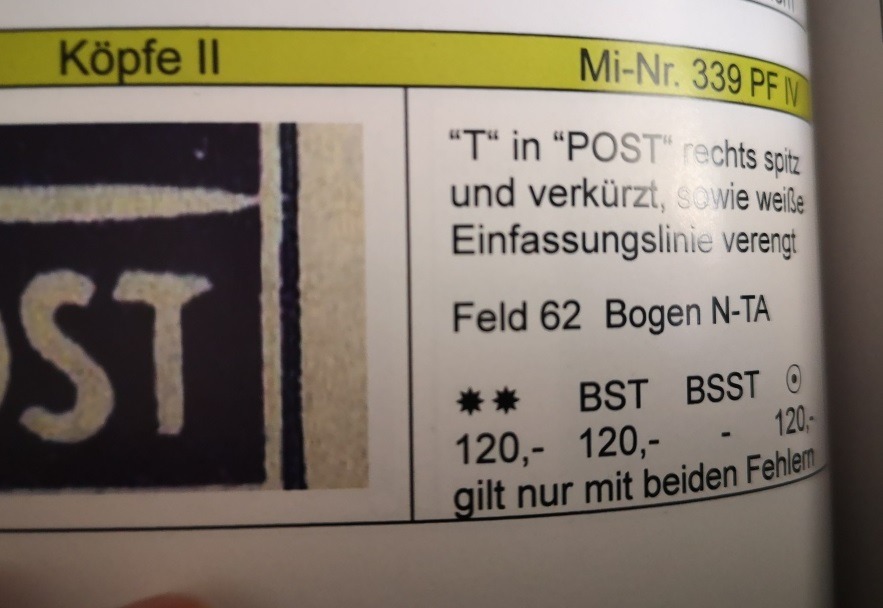 Köpfe II
Mi-Nr. 339 PF IV
OST
“T“ in “POST“ rechts spitz
und verkürzt, sowie weiße
Einfassungslinie verengt
Feld 62 Bogen N-TA
✷✷ BST BSST ⊙
120,- 120,- - 120,-
gilt nur mit beiden Fehlern